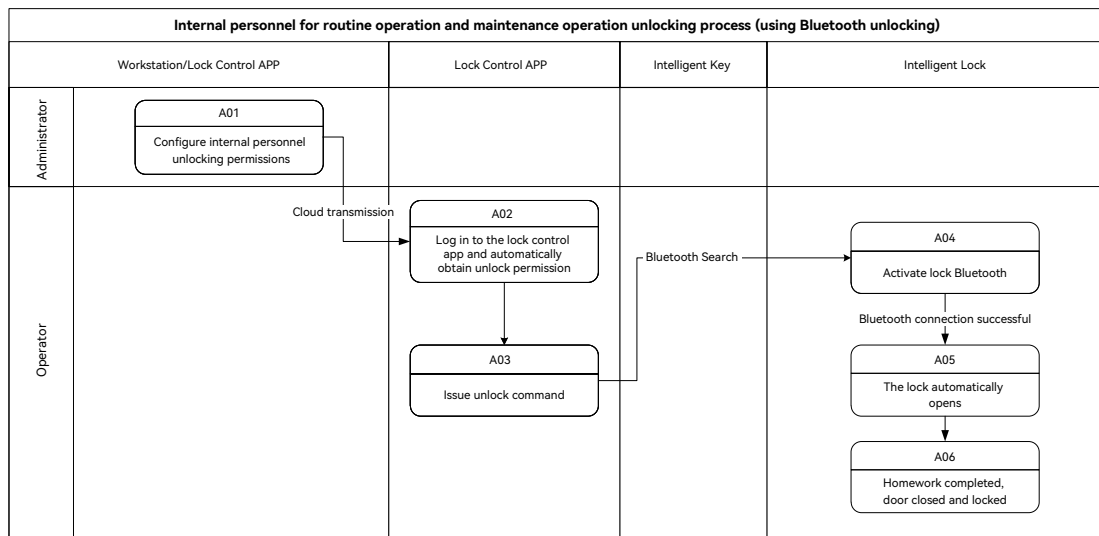 Internal personnel for routine operation and maintenance operation unlocking process (using Bluetooth unlocking)
Workstation/Lock Control APP
Lock Control APP
Intelligent Key
Intelligent Lock
Administrator
A01
Configure internal personnel
unlocking permissions
Operator
Cloud transmission
A02
Log in to the lock control
app and automatically
obtain unlock permission
A03
Issue unlock command
Bluetooth Search
A04
Activate lock Bluetooth
Bluetooth connection successful
A05
The lock automatically
opens
A06
Homework completed,
door closed and locked